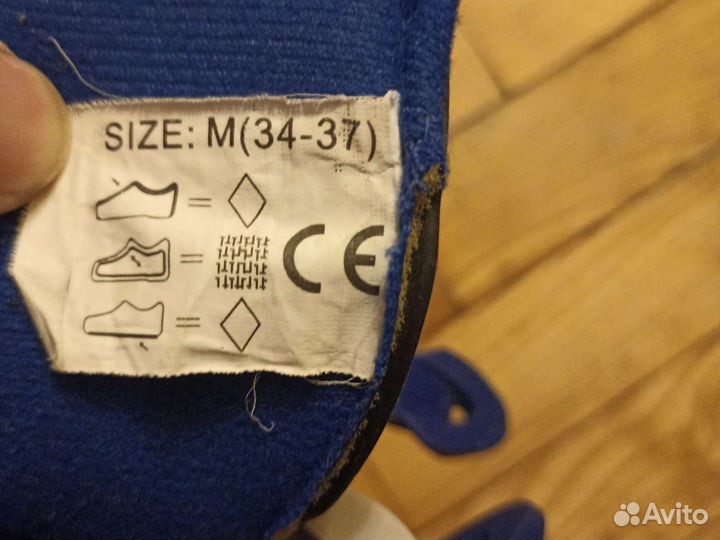 SIZE: M(34-37)
=
= CE
=
Avito